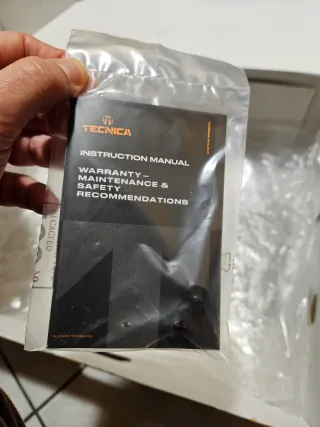 TECNICA
INSTRUCTION MANUAL
WARRANTY –
MAINTENANCE &
SAFETY
RECOMMENDATIONS